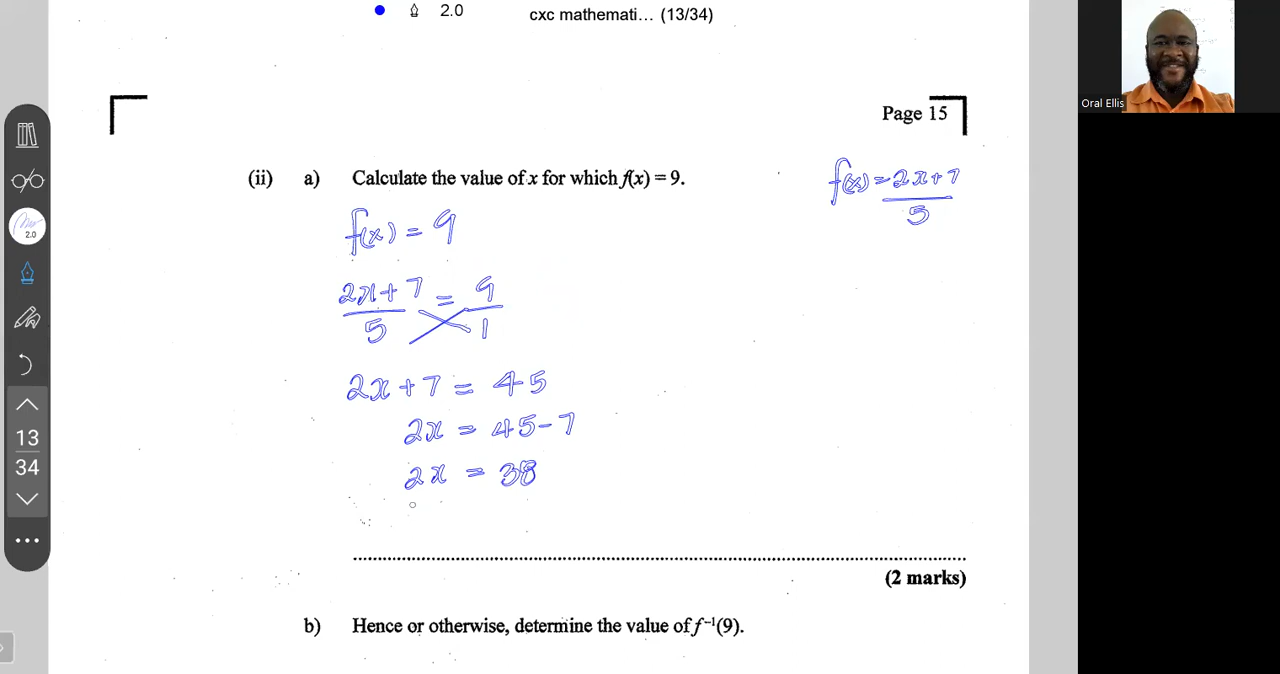 2.0 cxc mathemati... (13/34)
Oral Ellis
Page 15
(ii) a) Calculate the value of x for which f(x) = 9.
f(x) = 2x+7
5
f(x) = 9
2x+7 = 9
5 1
2x + 7 = 45
2x = 45-7
2x = 38
2.0
13
34
(2 marks)
b) Hence or otherwise, determine the value of f⁻¹(9).